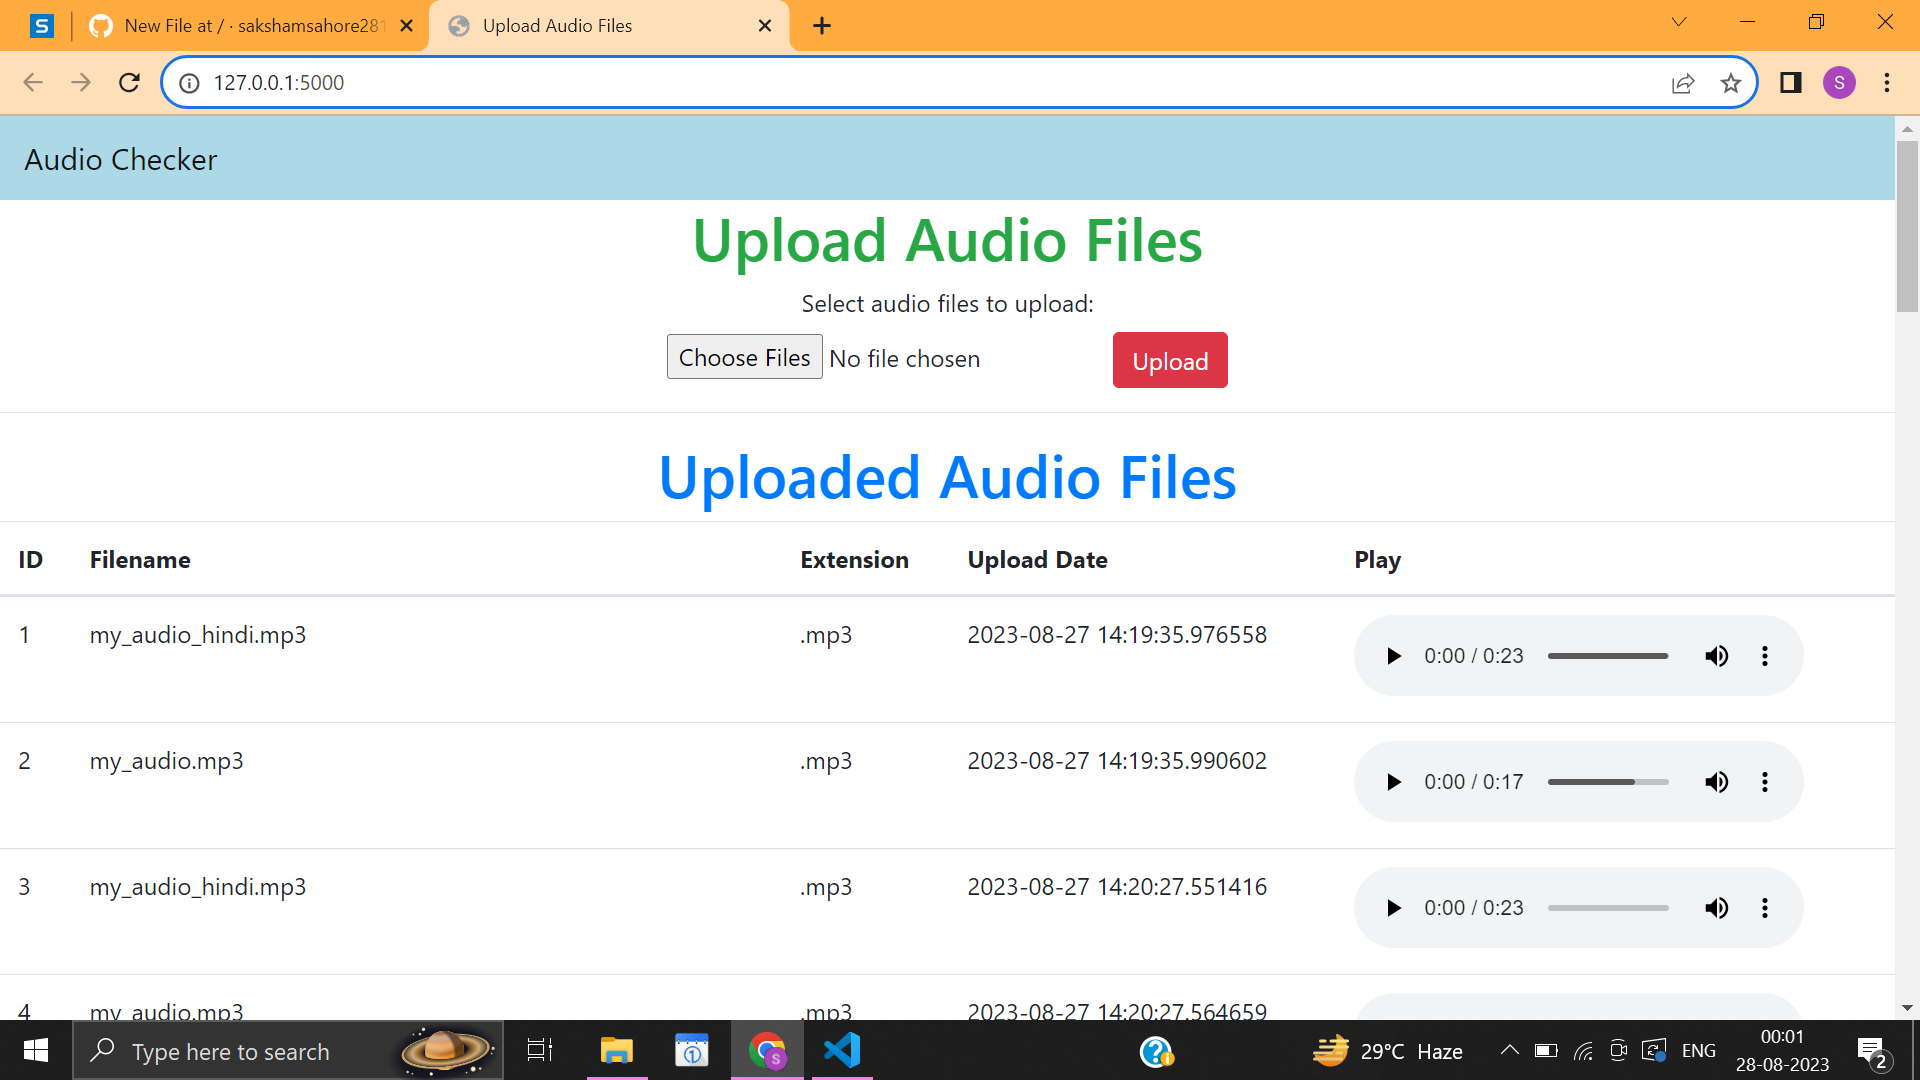 S
New File at / · sakshamsahore281
Upload Audio Files
127.0.0.1:5000
S
Audio Checker
Upload Audio Files
Select audio files to upload:
Choose Files No file chosen Upload
Uploaded Audio Files
ID Filename Extension Upload Date Play
1 my_audio_hindi.mp3 .mp3 2023-08-27 14:19:35.976558 0:00 / 0:23
2 my_audio.mp3 .mp3 2023-08-27 14:19:35.990602 0:00 / 0:17
3 my_audio_hindi.mp3 .mp3 2023-08-27 14:20:27.551416 0:00 / 0:23
4 my_audio.mp3 .mp3 2023-08-27 14:20:27.564659
Type here to search
1
S
?
29°C Haze
ENG
00:01
28-08-2023
2